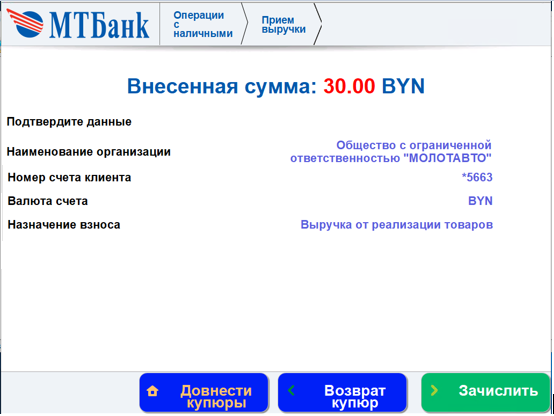 МТБанк
Операции
с
наличными
Прием
выручки
Внесенная сумма: 30.00 BYN
Подтвердите данные
Наименование организации
Общество с ограниченной
ответственностью "МОЛОТАВТО"
Номер счета клиента
*5663
Валюта счета
BYN
Назначение взноса
Выручка от реализации товаров
Довнести
купюры
Возврат
купюр
Зачислить